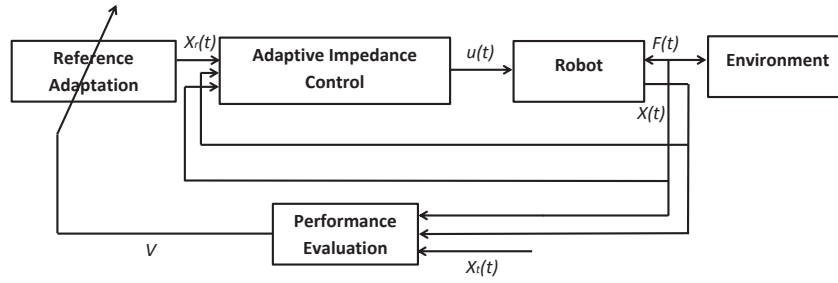 Reference
Adaptation
Xr(t)
Adaptive Impedance
Control
u(t)
Robot
F(t)
X(t)
Environment
Performance
Evaluation
V
Xt(t)